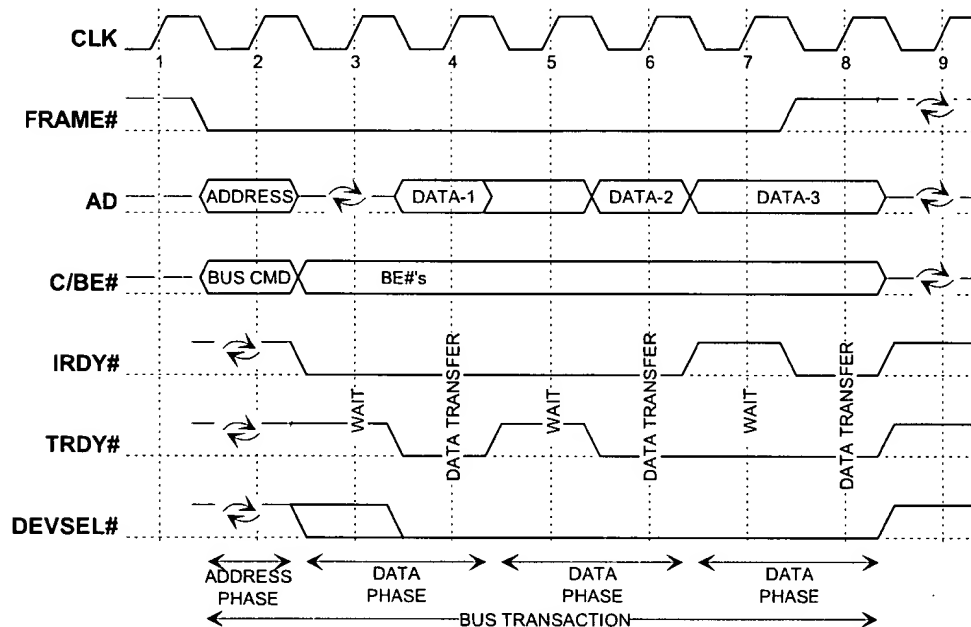 CLK
1 2 3 4 5 6 7 8 9
FRAME#
AD
ADDRESS DATA-1 DATA-2 DATA-3
C/BE#
BUS CMD BE#'s
IRDY#
WAIT
DATA TRANSFER
WAIT
DATA TRANSFER
WAIT
DATA TRANSFER
TRDY#
DEVSEL#
ADDRESS
PHASE
DATA
PHASE
DATA
PHASE
DATA
PHASE
BUS TRANSACTION